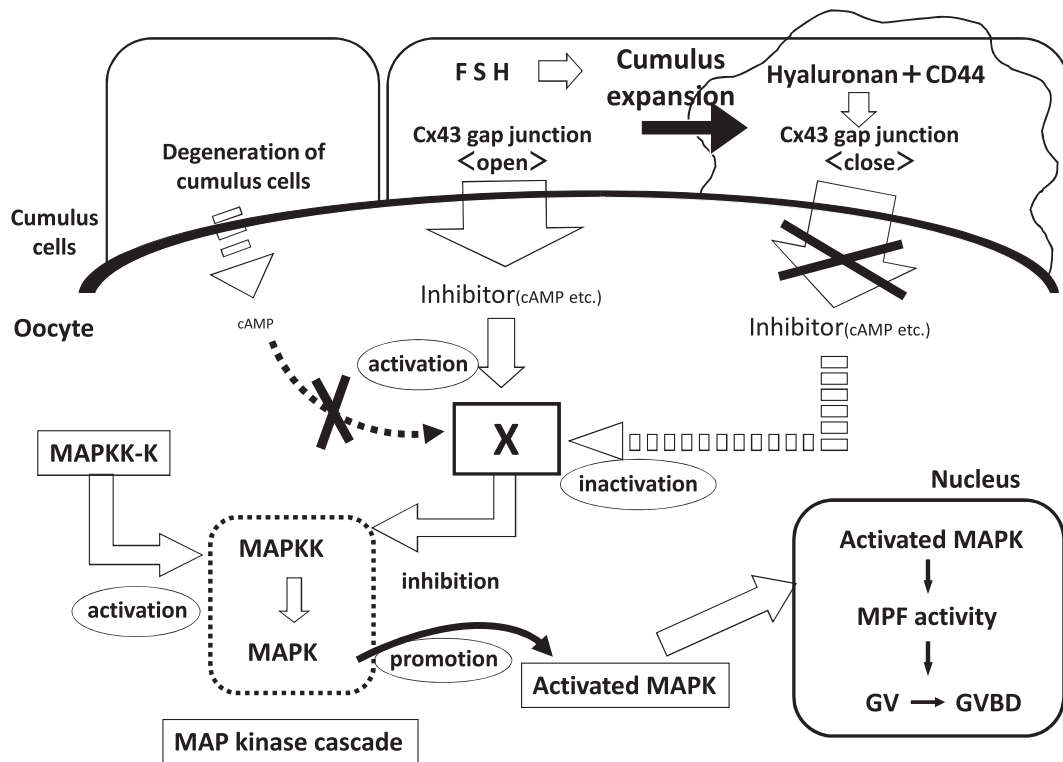 F S H
Cumulus
expansion
Hyaluronan + CD44
Cx43 gap junction
<open>
Cx43 gap junction
<close>
Degeneration of
cumulus cells
Cumulus
cells
Oocyte
cAMP
Inhibitor(cAMP etc.)
Inhibitor(cAMP etc.)
activation
X
MAPKK-K
inactivation
Nucleus
MAPKK
inhibition
activation
MAPK
promotion
Activated MAPK
Activated MAPK
MPF activity
GV → GVBD
MAP kinase cascade